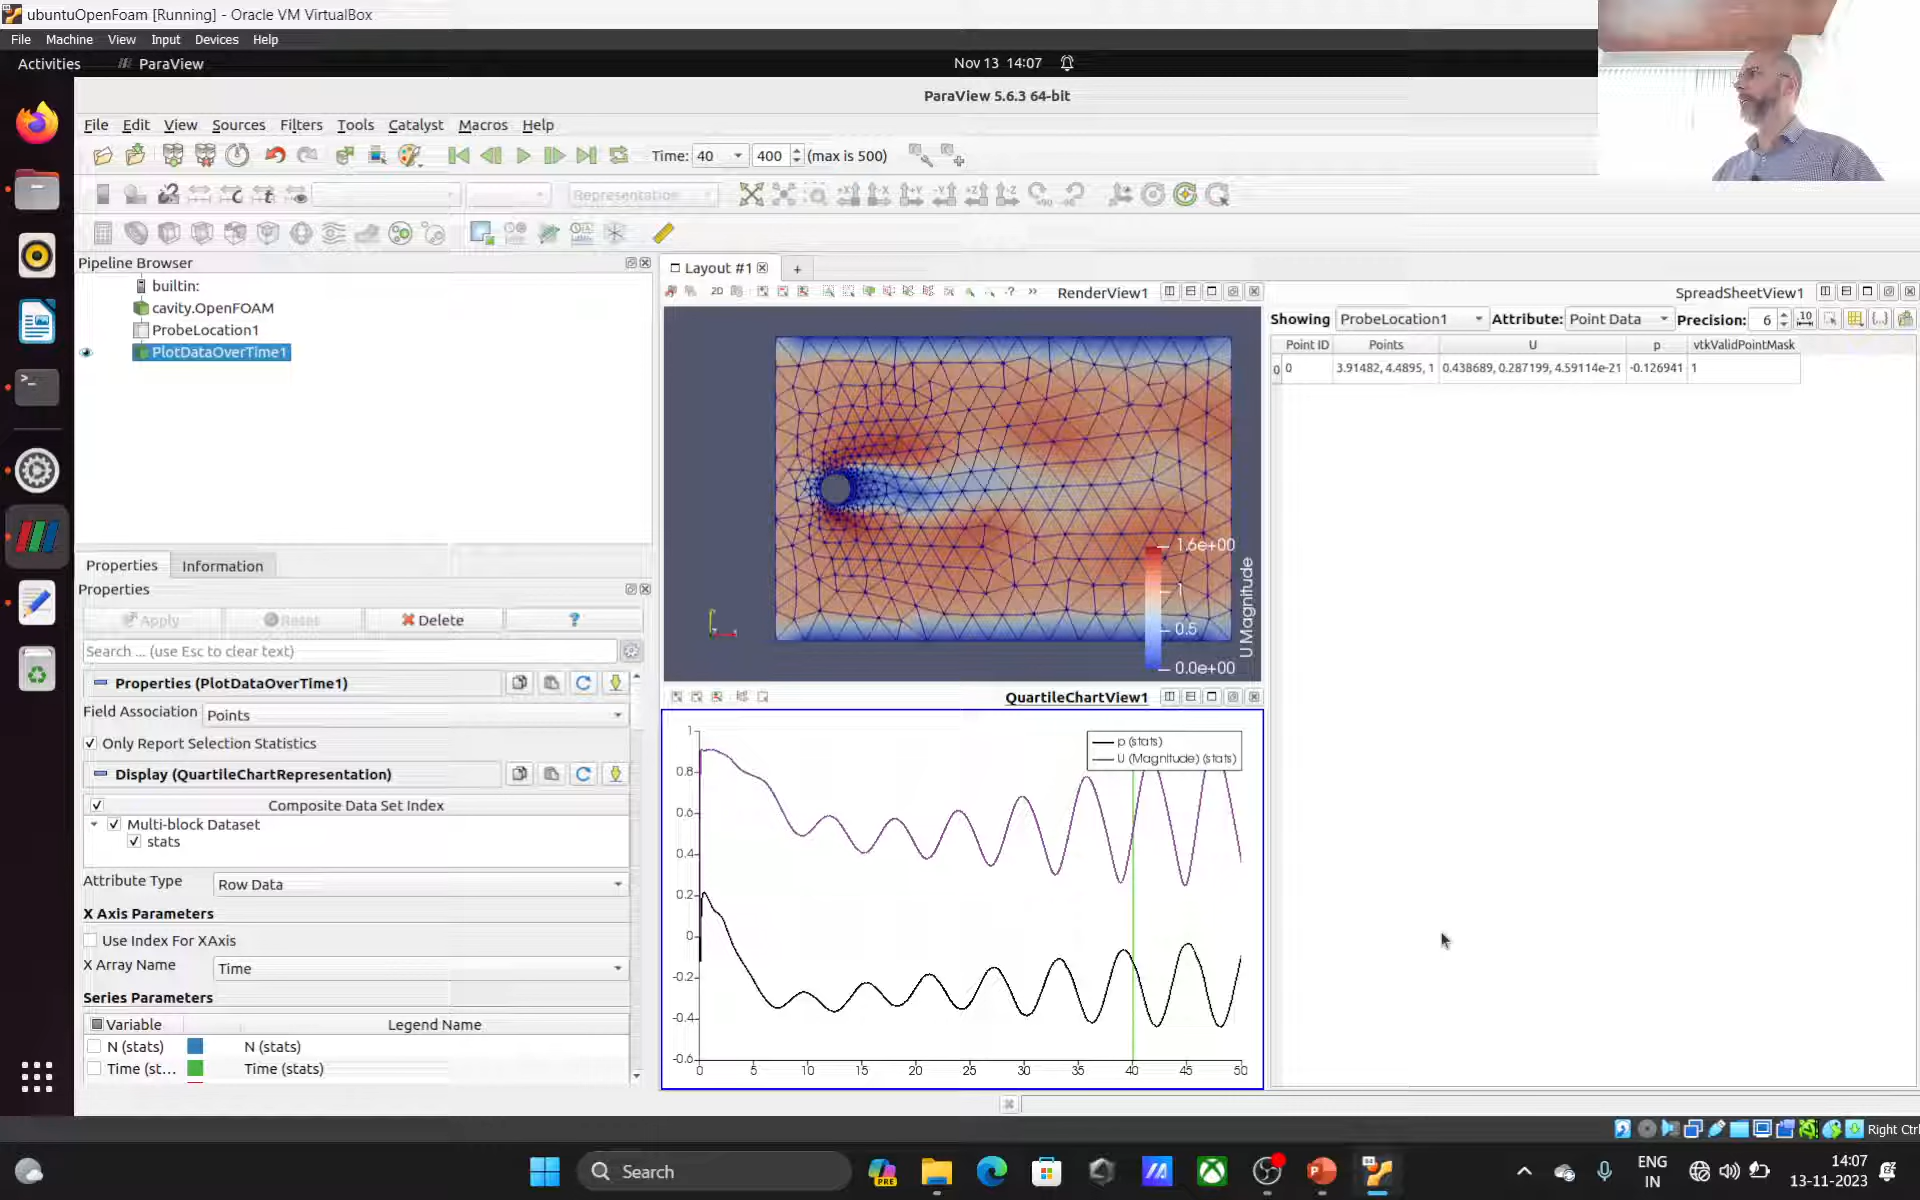 ubuntuOpenFoam [Running] - Oracle VM VirtualBox
File Machine View Input Devices Help
Activities ParaView Nov 13 14:07
ParaView 5.6.3 64-bit
File Edit View Sources Filters Tools Catalyst Macros Help
Time: 40 400 (max is 500)
Representation
Pipeline Browser
builtin:
cavity.OpenFOAM
ProbeLocation1
PlotDataOverTime1
Properties Information
Properties
Apply Reset Delete ?
Search ... (use Esc to clear text)
Properties (PlotDataOverTime1)
Field Association Points
Only Report Selection Statistics
Display (QuartileChartRepresentation)
Composite Data Set Index
Multi-block Dataset
stats
Attribute Type Row Data
X Axis Parameters
Use Index For XAxis
X Array Name Time
Series Parameters
Variable Legend Name
N (stats) N (stats)
Time (st... Time (stats)
Layout #1 +
2D RenderView1
1.6e+00
1
0.5
0.0e+00
U Magnitude
QuartileChartView1
p (stats)
U (Magnitude) (stats)
1
0.8
0.6
0.4
0.2
0
-0.2
-0.4
-0.6
0 5 10 15 20 25 30 35 40 45 50
SpreadSheetView1
Showing ProbeLocation1 Attribute: Point Data Precision: 6
Point ID Points U p vtkValidPointMask
0 0 3.91482, 4.4895, 1 0.438689, 0.287199, 4.59114e-21 -0.126941 1
Right Ctrl
Search
PRE
ENG
IN
14:07
13-11-2023